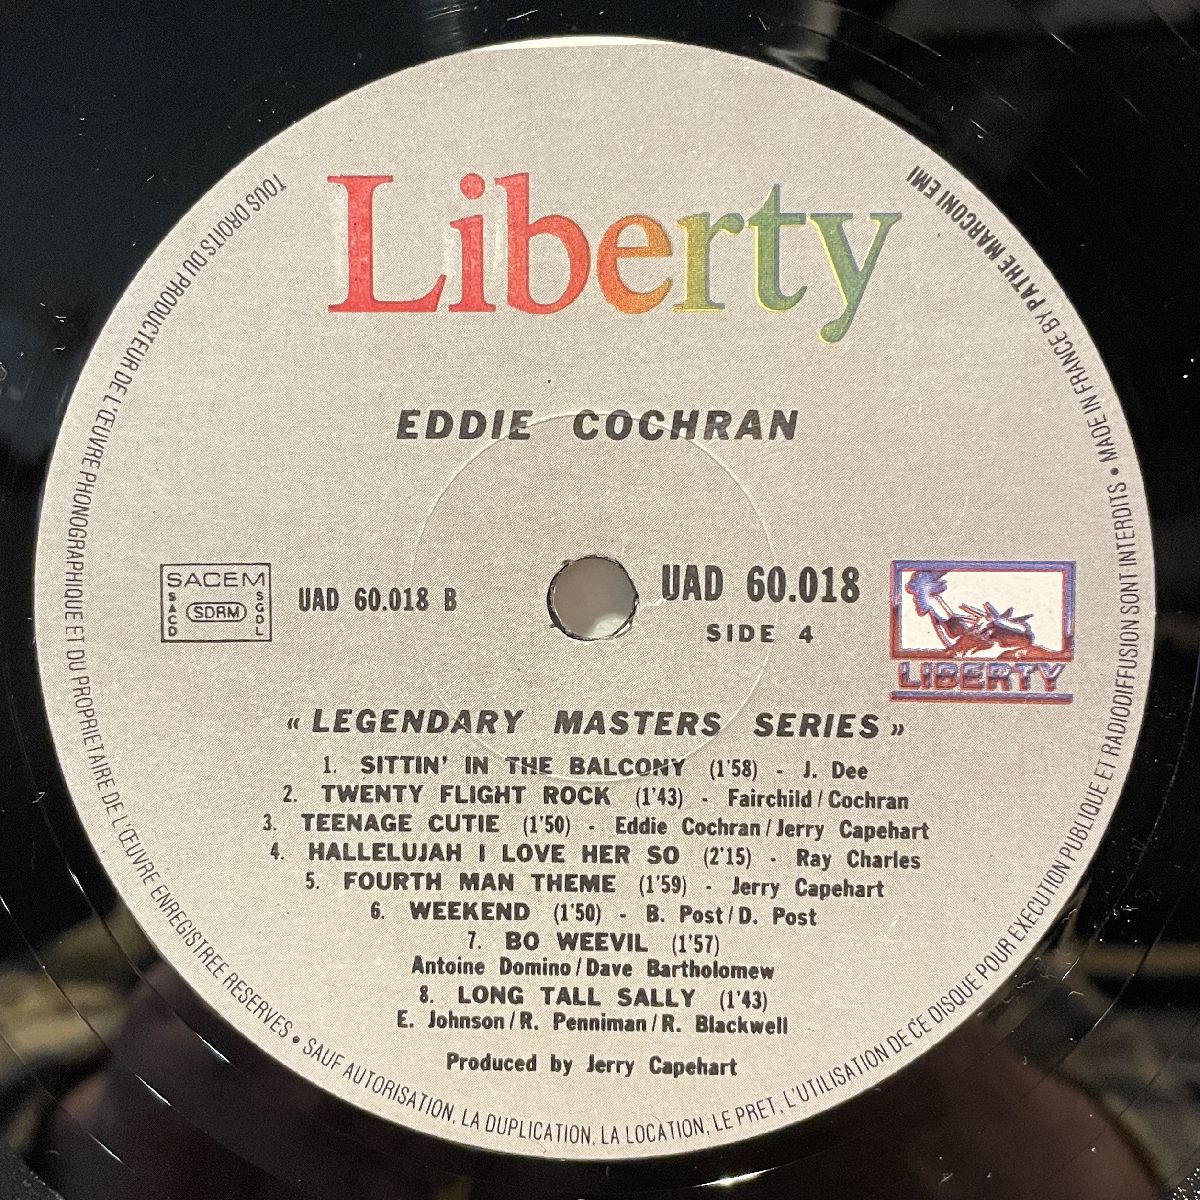 Liberty
EDDIE COCHRAN
SACEM
SACD
SDRM
SGDL
UAD 60.018 B
UAD 60.018
SIDE 4
LIBERTY
« LEGENDARY MASTERS SERIES »
1. SITTIN' IN THE BALCONY (1'58) - J. Dee
2. TWENTY FLIGHT ROCK (1'43) - Fairchild/Cochran
3. TEENAGE CUTIE (1'50) - Eddie Cochran/Jerry Capehart
4. HALLELUJAH I LOVE HER SO (2'15) - Ray Charles
5. FOURTH MAN THEME (1'59) - Jerry Capehart
6. WEEKEND (1'50) - B. Post/D. Post
7. BO WEEVIL (1'57)
Antoine Domino/Dave Bartholomew
8. LONG TALL SALLY (1'43)
E. Johnson/R. Penniman/R. Blackwell
Produced by Jerry Capehart
TOUS DROITS DU PRODUCTEUR DE L'ŒUVRE PHONOGRAPHIQUE ET DU PROPRIETAIRE DE L'ŒUVRE ENREGISTREE RESERVES • SAUF AUTORISATION, LA DUPLICATION, LA LOCATION, LE PRET, L'UTILISATION DE CE DISQUE POUR EXECUTION PUBLIQUE ET RADIODIFFUSION SONT INTERDITS • MADE IN FRANCE BY PATHE MARCONI EMI